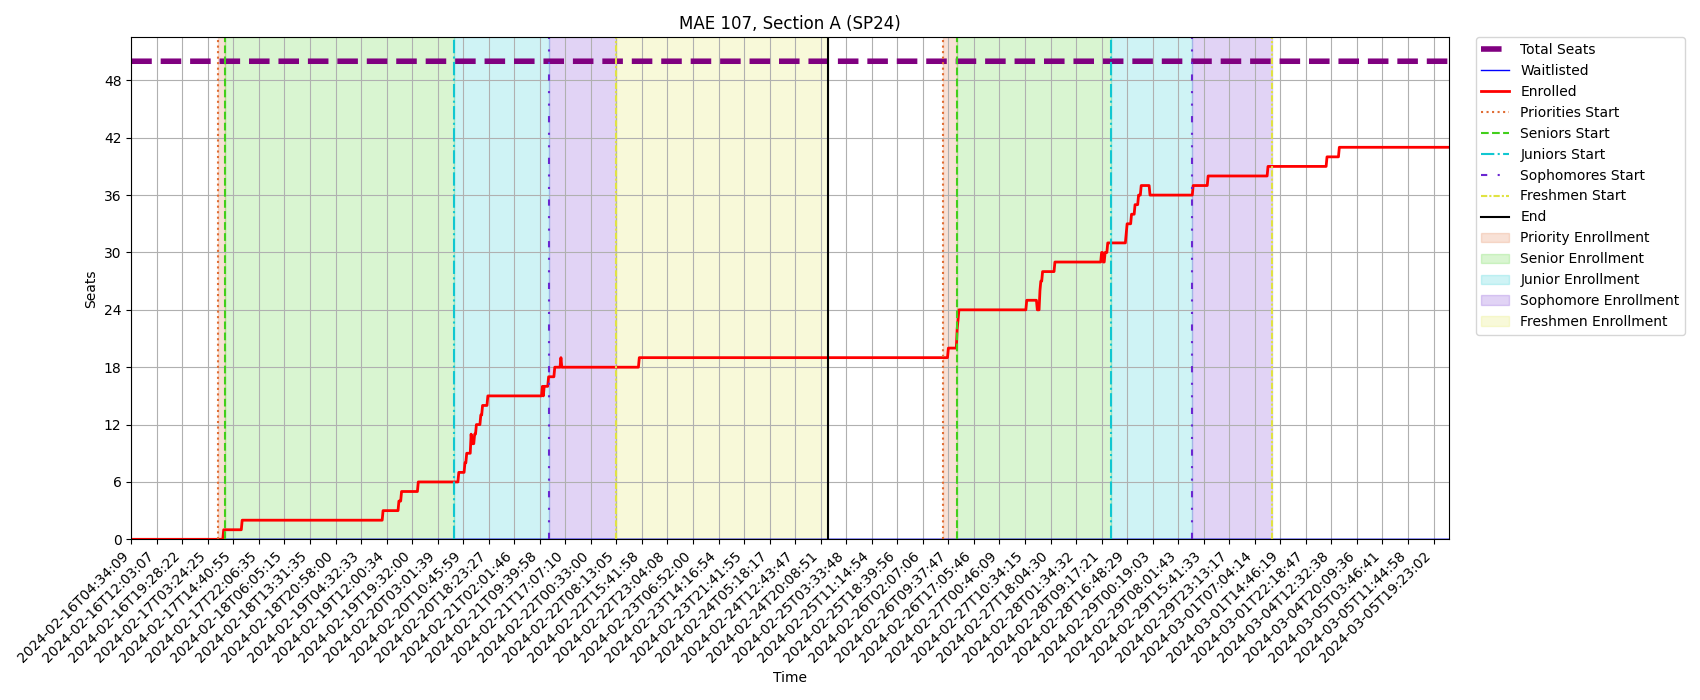 MAE 107, Section A (SP24)
Seats
48
42
36
30
24
18
12
6
0
2024-02-16T04:34:09
2024-02-16T12:03:07
2024-02-16T19:28:22
2024-02-17T03:24:25
2024-02-17T14:40:55
2024-02-17T22:06:35
2024-02-18T06:05:15
2024-02-18T13:31:35
2024-02-18T20:58:00
2024-02-19T04:32:33
2024-02-19T12:00:34
2024-02-19T19:32:00
2024-02-20T03:01:39
2024-02-20T10:45:59
2024-02-20T18:23:27
2024-02-21T02:01:46
2024-02-21T09:39:58
2024-02-21T17:07:10
2024-02-22T00:33:00
2024-02-22T08:13:05
2024-02-22T15:41:58
2024-02-22T23:04:08
2024-02-23T06:52:00
2024-02-23T14:16:54
2024-02-23T21:41:55
2024-02-24T05:18:17
2024-02-24T12:43:47
2024-02-24T20:08:51
2024-02-25T03:33:48
2024-02-25T11:14:54
2024-02-25T18:39:56
2024-02-26T02:07:06
2024-02-26T09:37:47
2024-02-26T17:05:46
2024-02-27T00:46:09
2024-02-27T10:34:15
2024-02-27T18:04:30
2024-02-28T01:34:32
2024-02-28T09:17:21
2024-02-28T16:48:29
2024-02-29T00:19:03
2024-02-29T08:01:43
2024-02-29T15:41:33
2024-02-29T23:13:17
2024-03-01T07:04:14
2024-03-01T14:46:19
2024-03-01T22:18:47
2024-03-04T12:32:38
2024-03-04T20:09:36
2024-03-05T03:46:41
2024-03-05T11:44:58
2024-03-05T19:23:02
Time
Total Seats
Waitlisted
Enrolled
Priorities Start
Seniors Start
Juniors Start
Sophomores Start
Freshmen Start
End
Priority Enrollment
Senior Enrollment
Junior Enrollment
Sophomore Enrollment
Freshmen Enrollment